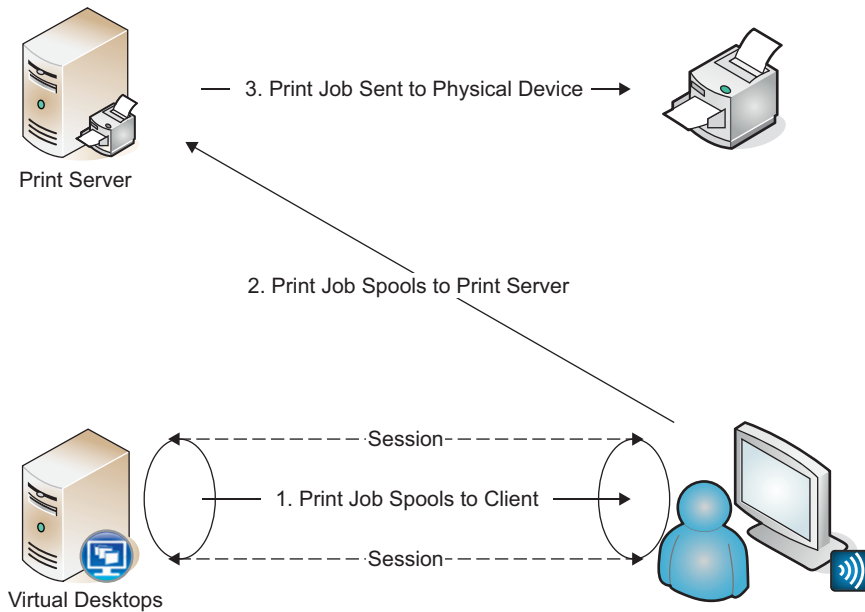 3. Print Job Sent to Physical Device
Print Server
2. Print Job Spools to Print Server
Session
1. Print Job Spools to Client
Session
Virtual Desktops